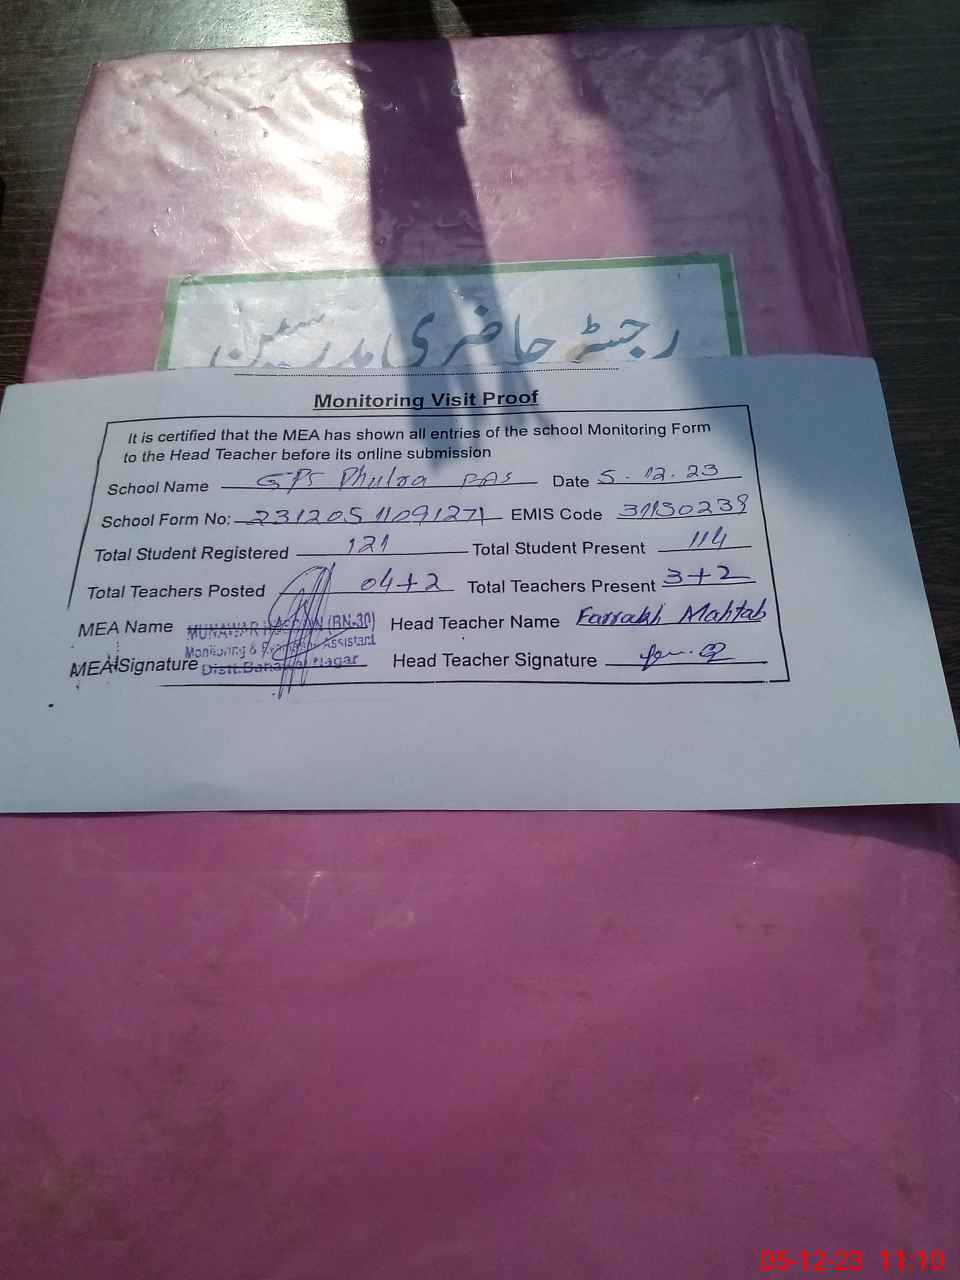 رجسٹر حاضری مدرسین
Monitoring Visit Proof
It is certified that the MEA has shown all entries of the school Monitoring Form
to the Head Teacher before its online submission
School Name GPS Phulra PAS Date 5.12.23
School Form No: 23120511091271 EMIS Code 31130239
Total Student Registered 121 Total Student Present 114
Total Teachers Posted 04+2 Total Teachers Present 3+2
MEA Name MUNAWAR (BN-30) Head Teacher Name Farrakh Mahtab
Monitoring & Assistant
MEA Signature Distt. Bahawal Nagar Head Teacher Signature
05-12-23 11:10